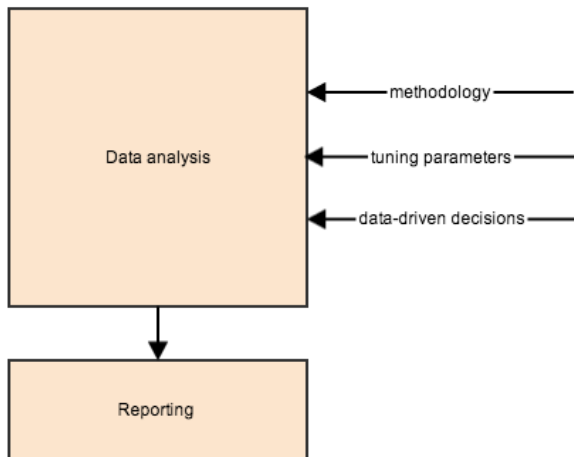 methodology
Data analysis
tuning parameters
data-driven decisions
Reporting